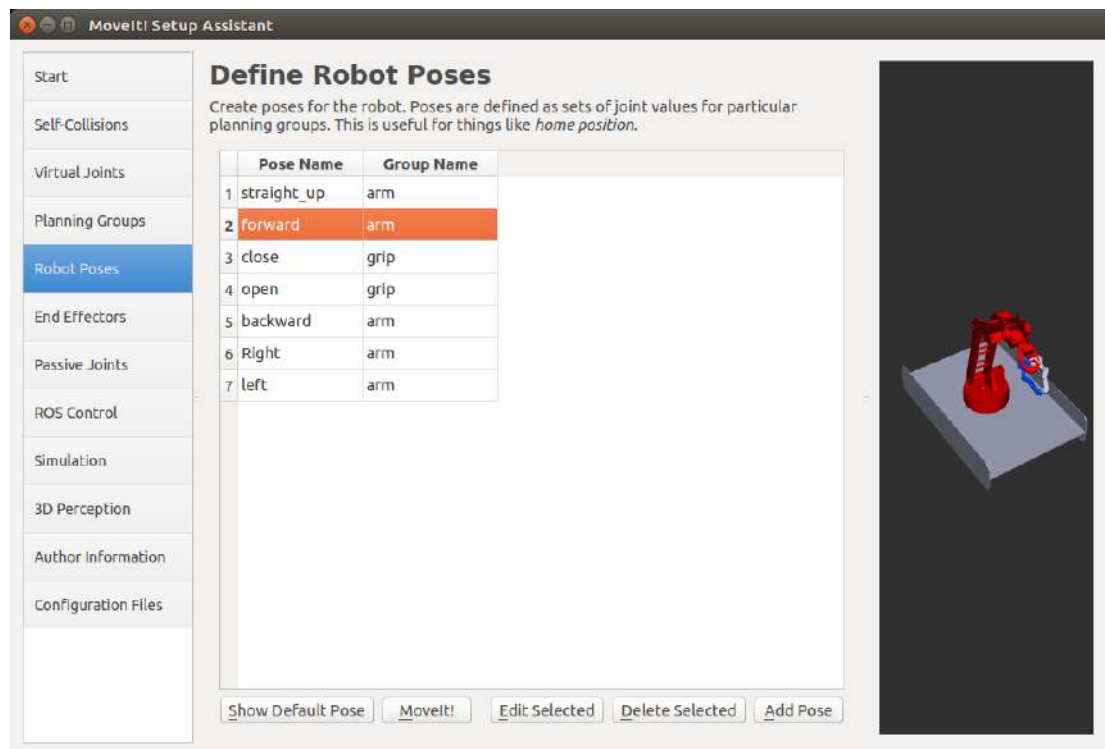 MoveIt! Setup Assistant
Start
Self-Collisions
Virtual Joints
Planning Groups
Robot Poses
End Effectors
Passive Joints
ROS Control
Simulation
3D Perception
Author Information
Configuration Files
Define Robot Poses
Create poses for the robot. Poses are defined as sets of joint values for particular
planning groups. This is useful for things like home position.
Pose Name Group Name
1 straight_up arm
2 forward arm
3 close grip
4 open grip
5 backward arm
6 Right arm
7 left arm
Show Default Pose MoveIt! Edit Selected Delete Selected Add Pose